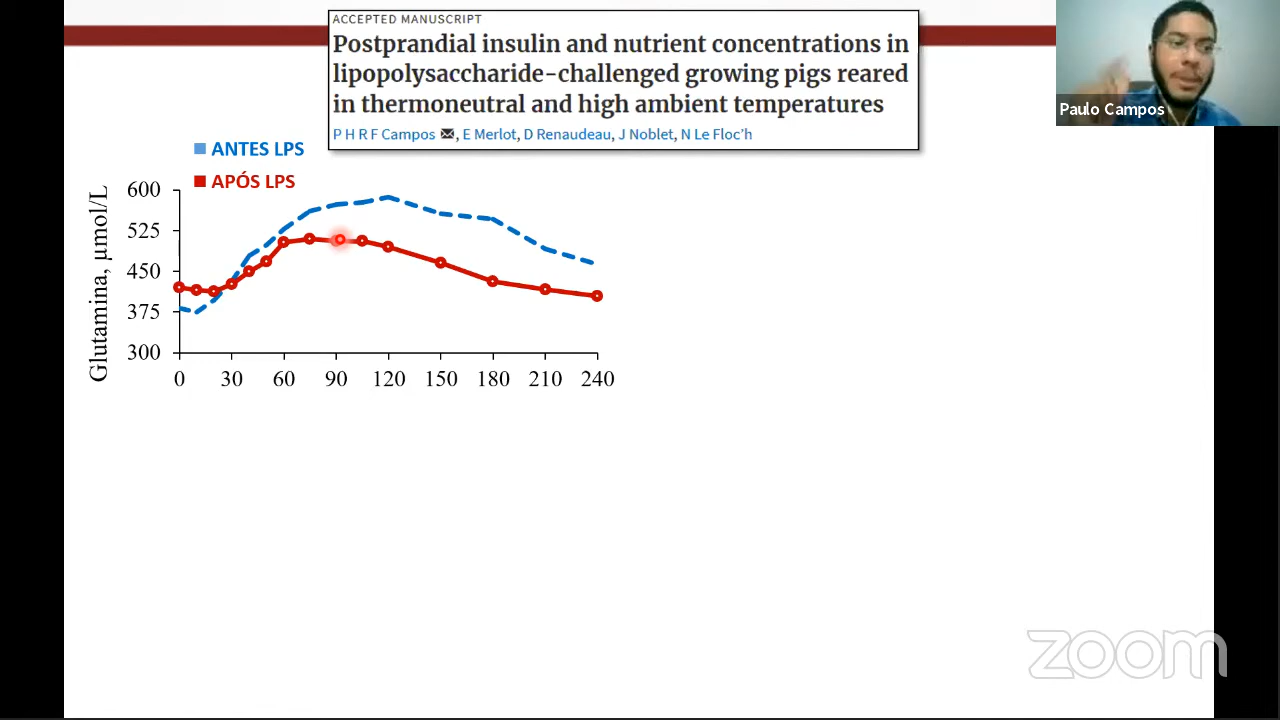 ACCEPTED MANUSCRIPT
Postprandial insulin and nutrient concentrations in
lipopolysaccharide-challenged growing pigs reared
in thermoneutral and high ambient temperatures
P H R F Campos, E Merlot, D Renaudeau, J Noblet, N Le Floc'h
Paulo Campos
ANTES LPS
APÓS LPS
Glutamina, µmol/L
600
525
450
375
300
0 30 60 90 120 150 180 210 240
zoom